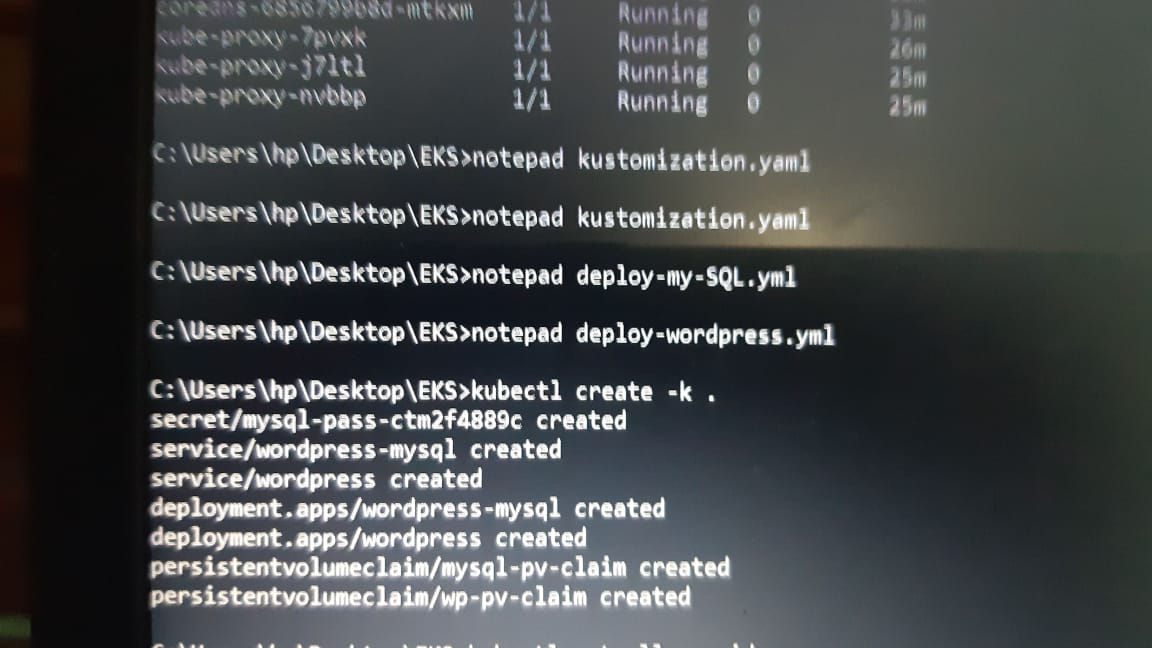 coredns-6856799b8d-mtkxm 1/1 Running 0 33m
kube-proxy-7pvxk 1/1 Running 0 26m
kube-proxy-j7ltl 1/1 Running 0 25m
kube-proxy-nvbbp 1/1 Running 0 25m
C:\Users\hp\Desktop\EKS>notepad kustomization.yaml
C:\Users\hp\Desktop\EKS>notepad kustomization.yaml
C:\Users\hp\Desktop\EKS>notepad deploy-my-SQL.yml
C:\Users\hp\Desktop\EKS>notepad deploy-wordpress.yml
C:\Users\hp\Desktop\EKS>kubectl create -k .
secret/mysql-pass-ctm2f4889c created
service/wordpress-mysql created
service/wordpress created
deployment.apps/wordpress-mysql created
deployment.apps/wordpress created
persistentvolumeclaim/mysql-pv-claim created
persistentvolumeclaim/wp-pv-claim created